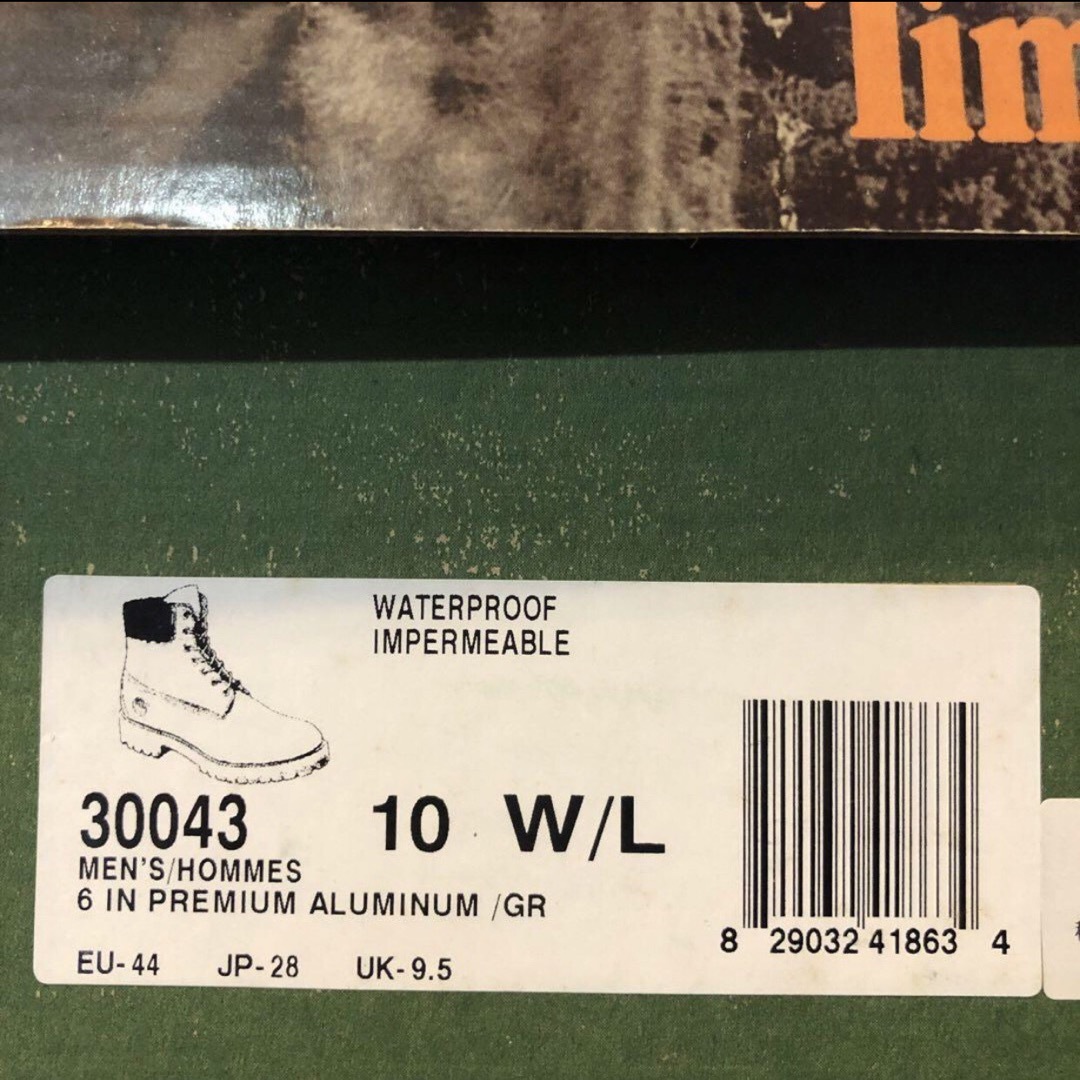 Tim
WATERPROOF
IMPERMEABLE
30043 10 W/L
MEN'S/HOMMES
6 IN PREMIUM ALUMINUM /GR
EU-44 JP-28 UK-9.5
8 29032 41863 4